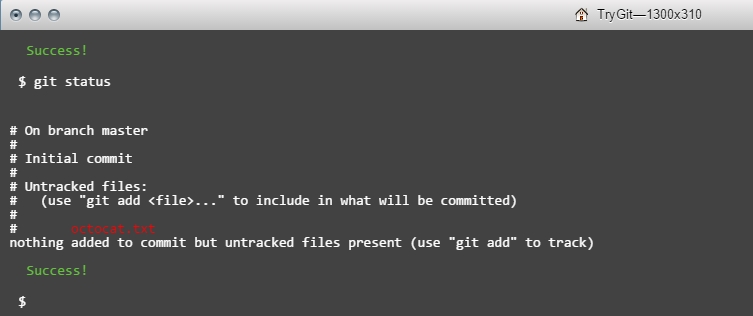 TryGit—1300x310
Success!
$ git status
# On branch master
#
# Initial commit
#
# Untracked files:
#   (use "git add <file>..." to include in what will be committed)
#
#       octocat.txt
nothing added to commit but untracked files present (use "git add" to track)
Success!
$